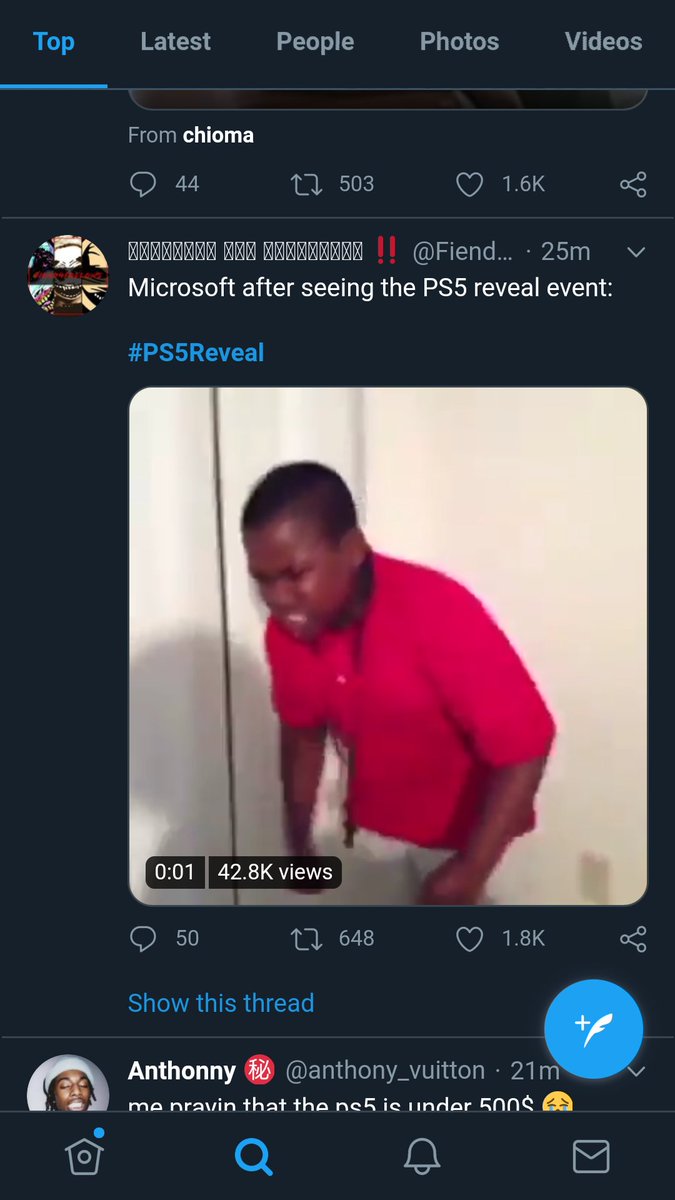 Top Latest People Photos Videos
From chioma
44 503 1.6K
‼️ @Fiend… · 25m
Microsoft after seeing the PS5 reveal event:
#PS5Reveal
0:01 42.8K views
50 648 1.8K
Show this thread
Anthonny ㊙️ @anthony_vuitton · 21m
me prayin that the ps5 is under 500$ 😭